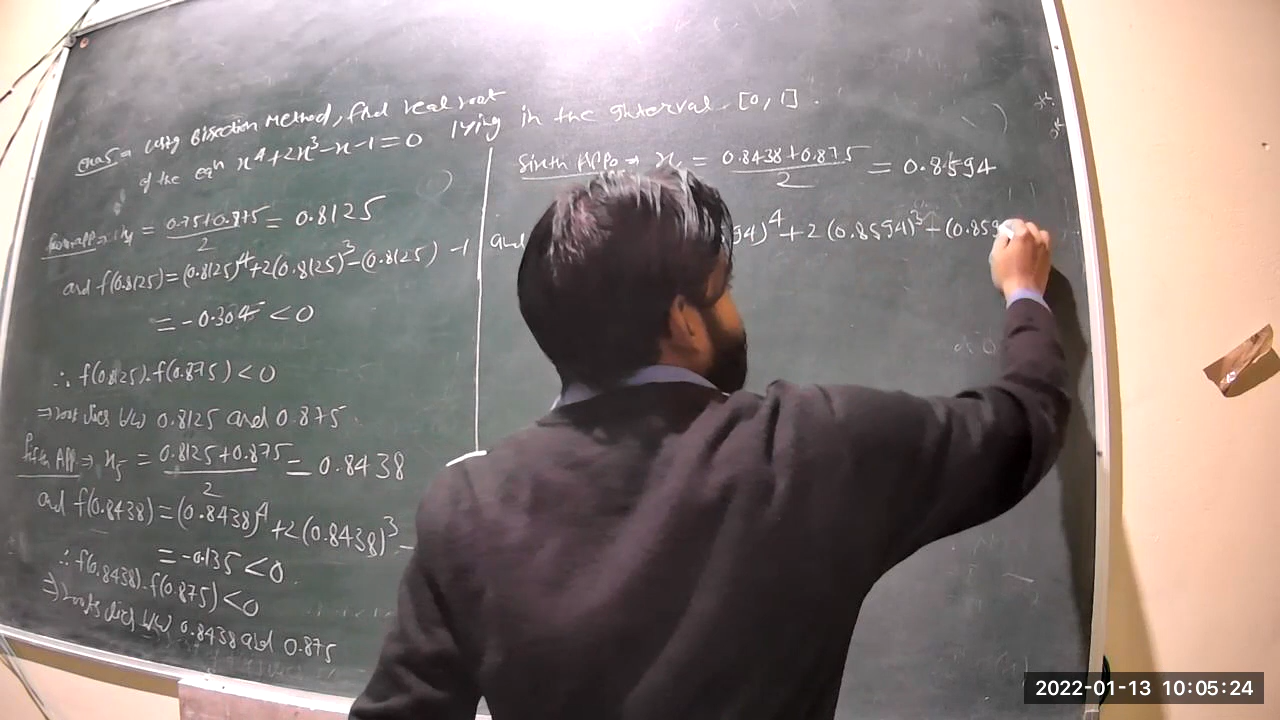 using Bisection Method, find real root
of the eqn x⁴+2x³-x-1=0 lying in the interval [0,1].
x₄ = 0.75+0.875/2 = 0.8125
and f(0.8125)=(0.8125)⁴+2(0.8125)³-(0.8125)-1
= -0.304 <0
∴ f(0.8125).f(0.875)<0
⇒ root lies b/w 0.8125 and 0.875
fifth App ⇒ x₅ = 0.8125+0.875/2 = 0.8438
and f(0.8438)=(0.8438)⁴+2(0.8438)³-
= -0.135 <0
∴ f(0.8438).f(0.875)<0
⇒ roots lies b/w 0.8438 and 0.875
Sixth App ⇒ x = 0.8438+0.875/2 = 0.8594
and 94)⁴+2(0.8594)³-(0.859
2022-01-13 10:05:24